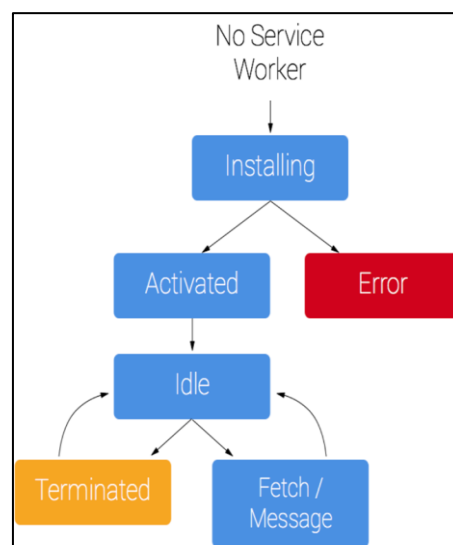 No Service
Worker
Installing
Activated
Error
Idle
Terminated
Fetch /
Message